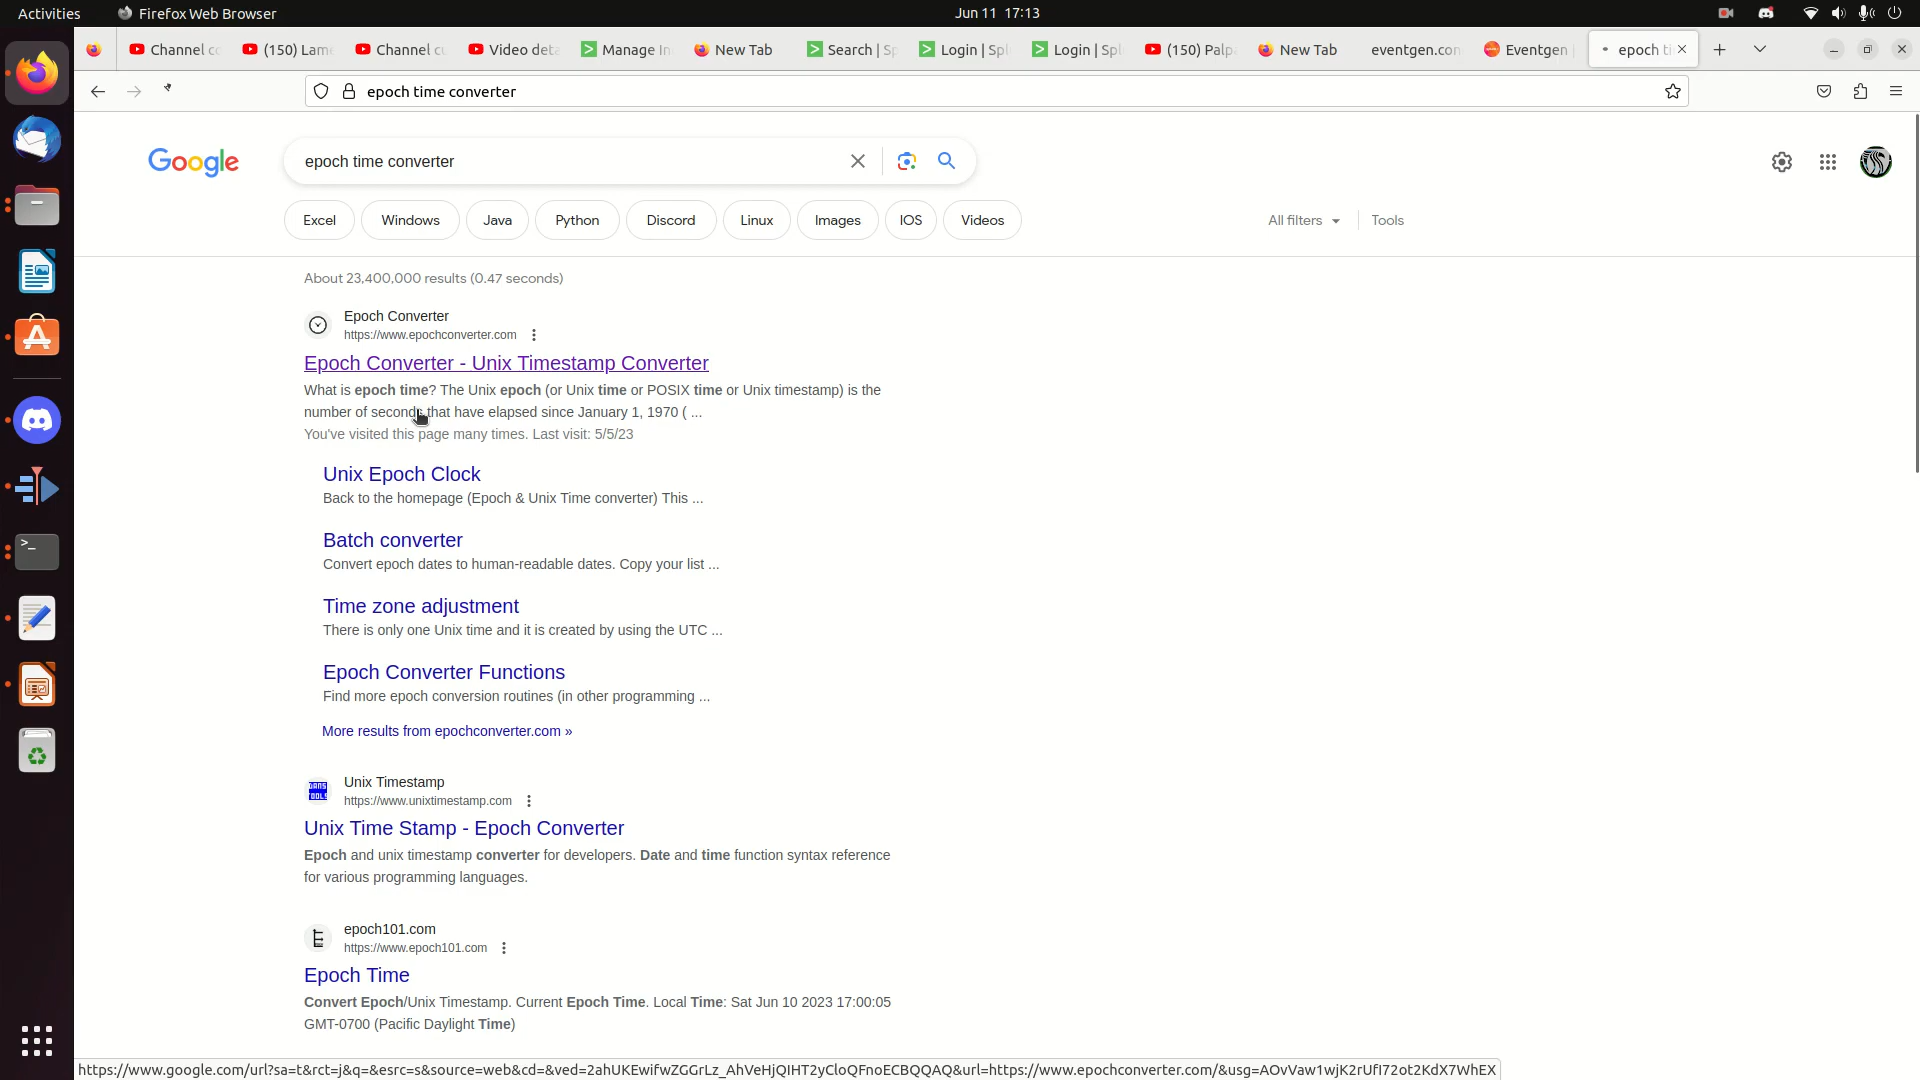 Activities
Firefox Web Browser
Jun 11 17:13
Channel co
(150) Lame
Channel cu
Video deta
Manage In
New Tab
Search | Sp
Login | Spl
Login | Spl
(150) Palpa
New Tab
eventgen.con
Eventgen
epoch ti
epoch time converter
Google
epoch time converter
Excel
Windows
Java
Python
Discord
Linux
Images
IOS
Videos
All filters
Tools
About 23,400,000 results (0.47 seconds)
Epoch Converter
https://www.epochconverter.com
Epoch Converter - Unix Timestamp Converter
What is epoch time? The Unix epoch (or Unix time or POSIX time or Unix timestamp) is the
number of seconds that have elapsed since January 1, 1970 ( ...
You've visited this page many times. Last visit: 5/5/23
Unix Epoch Clock
Back to the homepage (Epoch & Unix Time converter) This ...
Batch converter
Convert epoch dates to human-readable dates. Copy your list ...
Time zone adjustment
There is only one Unix time and it is created by using the UTC ...
Epoch Converter Functions
Find more epoch conversion routines (in other programming ...
More results from epochconverter.com »
Unix Timestamp
https://www.unixtimestamp.com
Unix Time Stamp - Epoch Converter
Epoch and unix timestamp converter for developers. Date and time function syntax reference
for various programming languages.
epoch101.com
https://www.epoch101.com
Epoch Time
Convert Epoch/Unix Timestamp. Current Epoch Time. Local Time: Sat Jun 10 2023 17:00:05
GMT-0700 (Pacific Daylight Time)
https://www.google.com/url?sa=t&rct=j&q=&esrc=s&source=web&cd=&ved=2ahUKEwifwZGGrLz_AhVeHjQIHT2yCloQFnoECBQQAQ&url=https://www.epochconverter.com/&usg=AOvVaw1wjK2rUfI72ot2KdX7WhEX